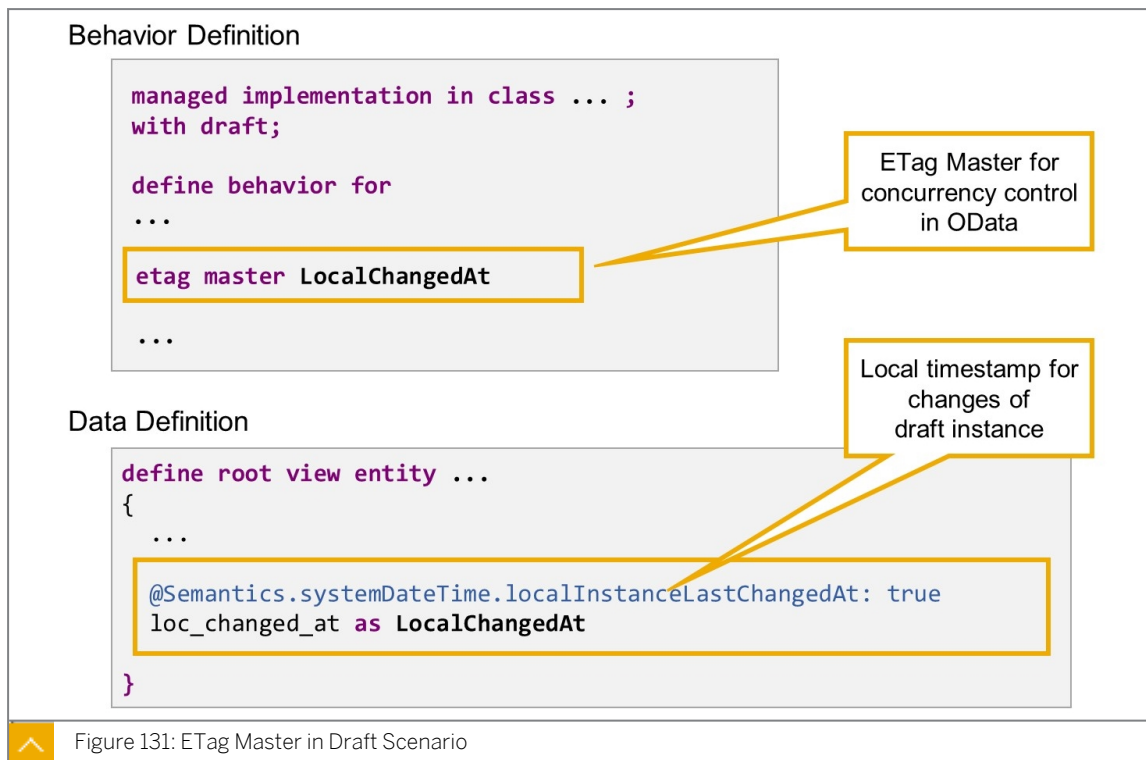 Behavior Definition
managed implementation in class ... ;
with draft;
define behavior for
...
etag master LocalChangedAt
...
ETag Master for
concurrency control
in OData
Local timestamp for
changes of
draft instance
Data Definition
define root view entity ...
{
...
@Semantics.systemDateTime.localInstanceLastChangedAt: true
loc_changed_at as LocalChangedAt
}
Figure 131: ETag Master in Draft Scenario